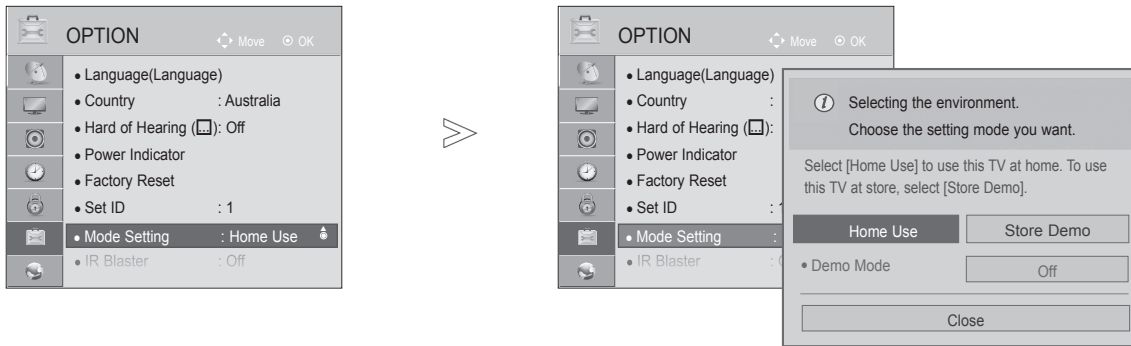 OPTION
Move OK
• Language(Language)
• Country : Australia
• Hard of Hearing ( ): Off
• Power Indicator
• Factory Reset
• Set ID : 1
• Mode Setting : Home Use
• IR Blaster : Off
OPTION
Move OK
• Language(Language)
• Country :
• Hard of Hearing ( ):
• Power Indicator
• Factory Reset
• Set ID :
• Mode Setting :
• IR Blaster :
Selecting the environment.
Choose the setting mode you want.
Select [Home Use] to use this TV at home. To use
this TV at store, select [Store Demo].
Home Use Store Demo
• Demo Mode Off
Close